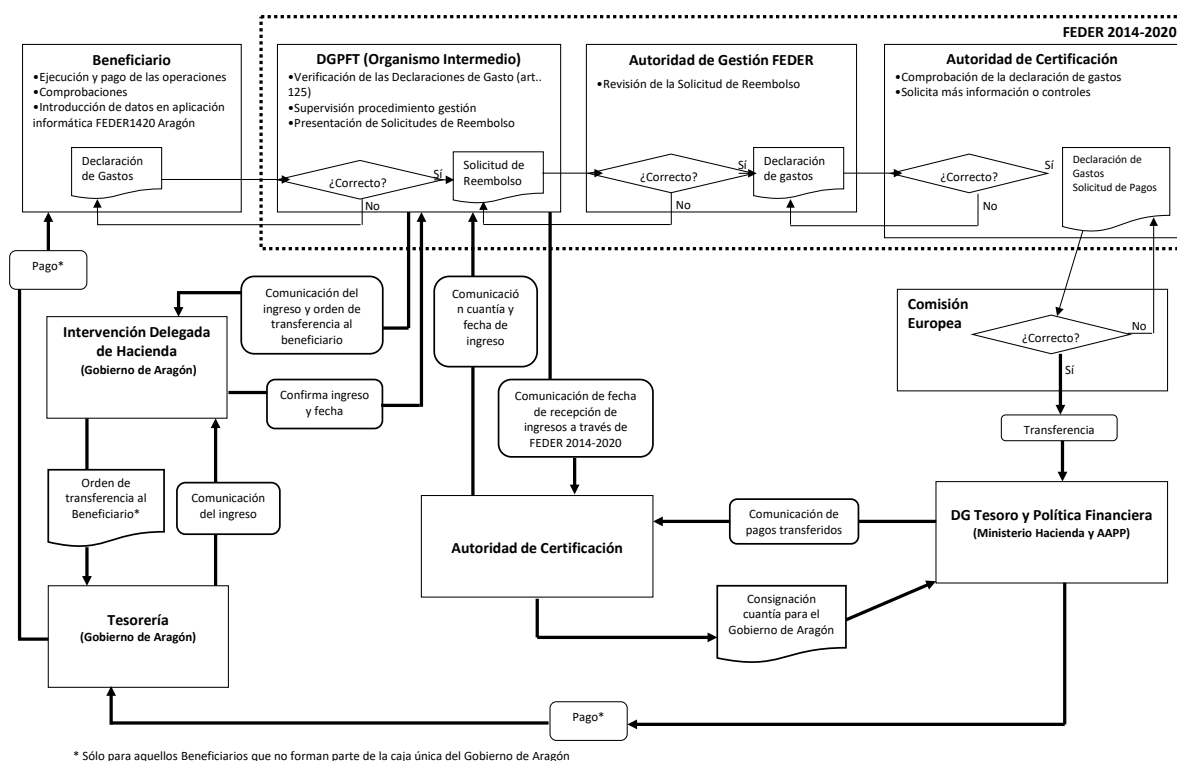 FEDER 2014-2020
Beneficiario
•Ejecución y pago de las operaciones
•Comprobaciones
•Introducción de datos en aplicación
informática FEDER1420 Aragón
Declaración
de Gastos
DGPFT (Organismo Intermedio)
•Verificación de las Declaraciones de Gasto (art..
125)
•Supervisión procedimiento gestión
•Presentación de Solicitudes de Reembolso
¿Correcto?
Sí
No
Solicitud de
Reembolso
Autoridad de Gestión FEDER
•Revisión de la Solicitud de Reembolso
¿Correcto?
Sí
No
Declaración
de gastos
Autoridad de Certificación
•Comprobación de la declaración de gastos
•Solicita más información o controles
¿Correcto?
Sí
No
Declaración de
Gastos
Solicitud de Pagos
Pago*
Comunicación del
ingreso y orden de
transferencia al
beneficiario
Comunicació
n cuantía y
fecha de
ingreso
Comisión
Europea
¿Correcto?
No
Sí
Intervención Delegada
de Hacienda
(Gobierno de Aragón)
Confirma ingreso
y fecha
Comunicación de fecha
de recepción de
ingresos a través de
FEDER 2014-2020
Transferencia
Orden de
transferencia al
Beneficiario*
Comunicación
del ingreso
Autoridad de Certificación
Comunicación de
pagos transferidos
DG Tesoro y Política Financiera
(Ministerio Hacienda y AAPP)
Tesorería
(Gobierno de Aragón)
Consignación
cuantía para el
Gobierno de Aragón
Pago*
* Sólo para aquellos Beneficiarios que no forman parte de la caja única del Gobierno de Aragón